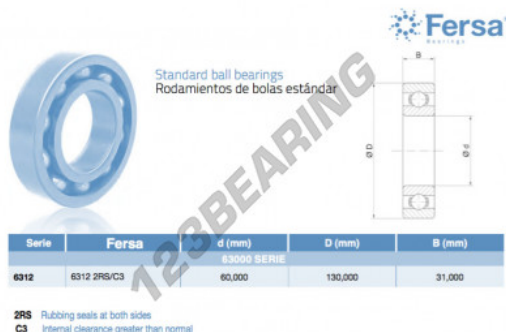 Fersa
Bearings
Standard ball bearings
Rodamientos de bolas estándar
B
Ø D
Ø d
123BEARING
Serie Fersa d (mm) D (mm) B (mm)
63000 SERIE
6312 6312 2RS/C3 60,000 130,000 31,000
2RS Rubbing seals at both sides
C3 Internal clearance greater than normal